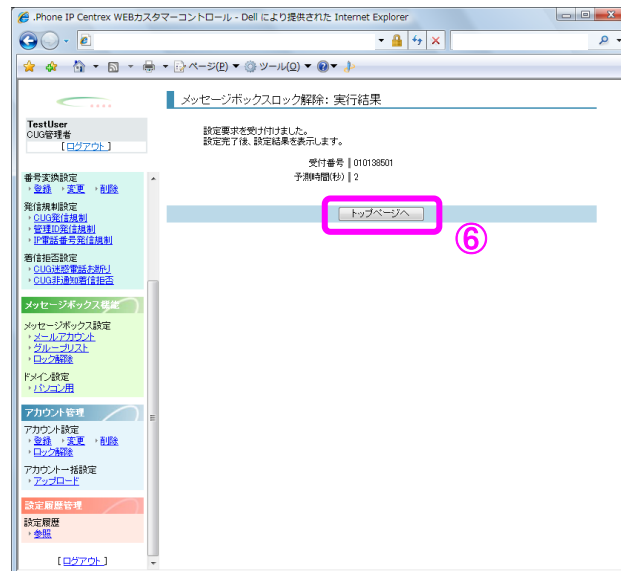 .Phone IP Centrex WEBカスタマーコントロール - Dell により提供された Internet Explorer
ページ(P) ツール(O)
TestUser
CUG管理者
[ログアウト]
番号変換設定
登録 変更 削除
発信規制設定
CUG発信規制
管理ID発信規制
IP電話番号発信規制
着信拒否設定
CUG迷惑電話お断り
CUG非通知着信拒否
メッセージボックス機能
メッセージボックス設定
メールアカウント
グループリスト
ロック解除
ドメイン設定
パソコン用
アカウント管理
アカウント設定
登録 変更 削除
ロック解除
アカウント一括設定
アップロード
設定履歴管理
設定履歴
参照
[ログアウト]
メッセージボックスロック解除: 実行結果
設定要求を受け付けました。
設定完了後、設定結果を表示します。
受付番号 010138501
予測時間(秒) 2
トップページへ
⑥